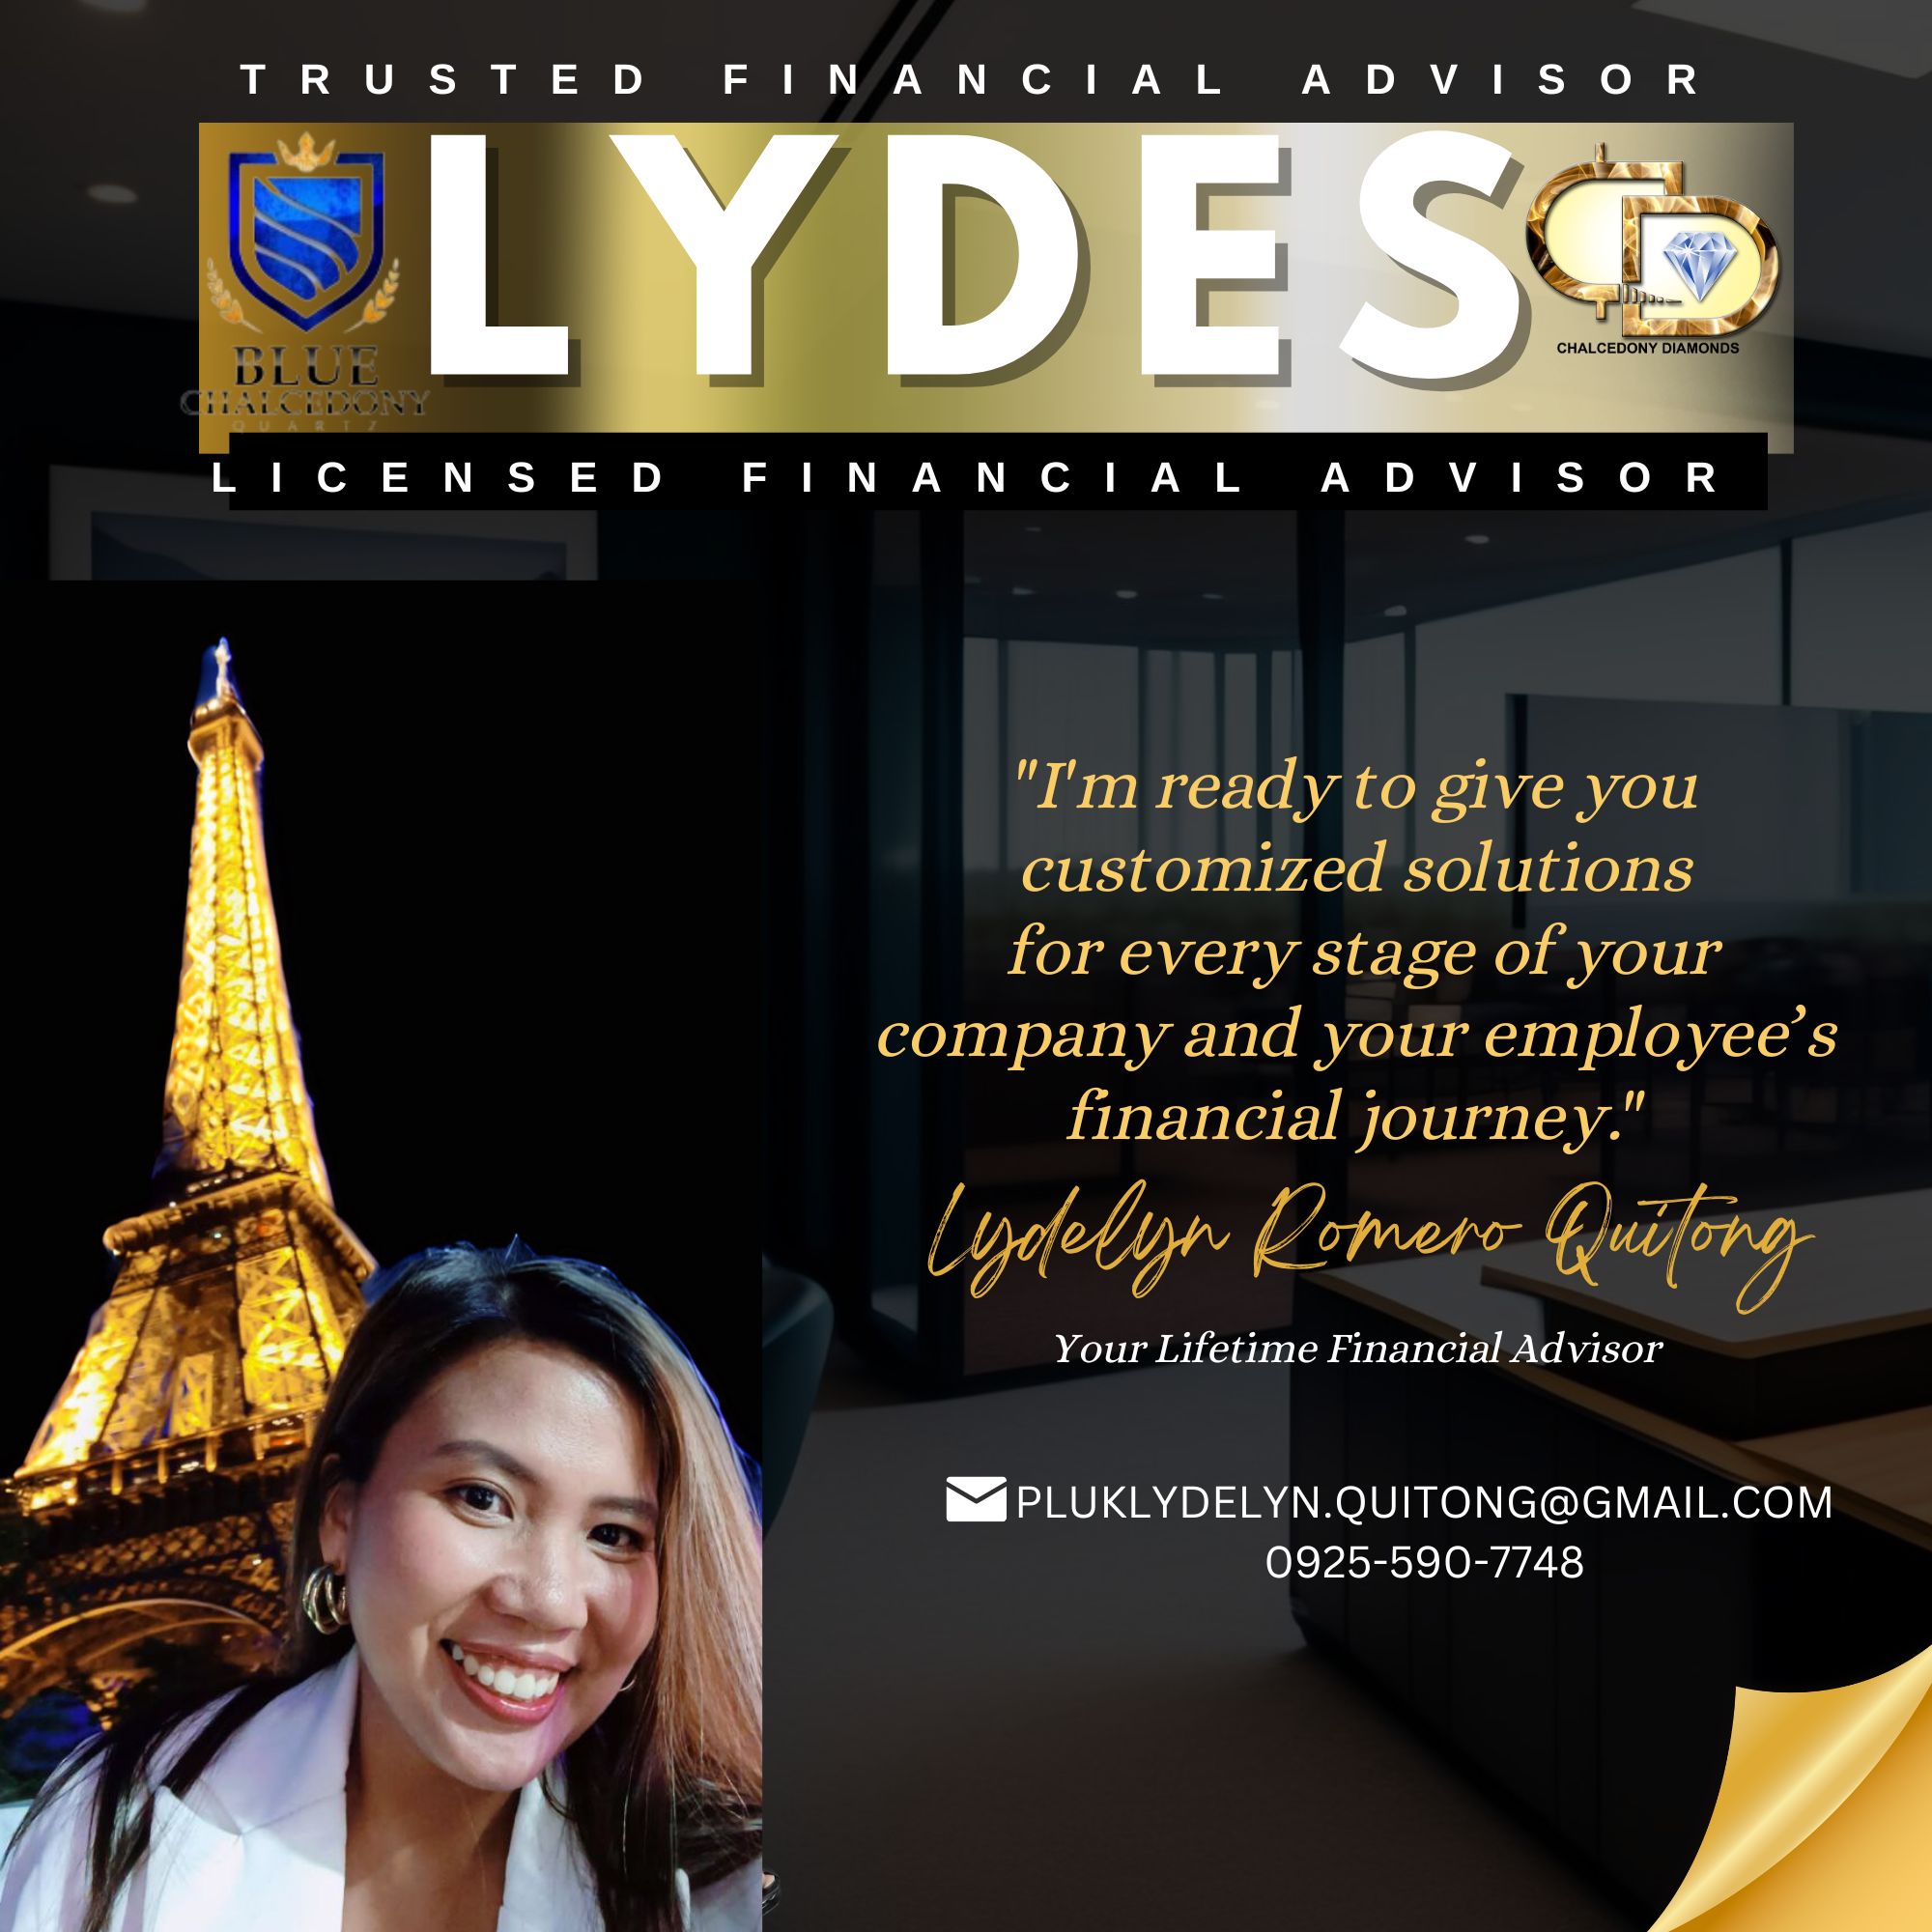 TRUSTED FINANCIAL ADVISOR
LYDES
BLUE
CHALCEDONY
QUARTZ
CHALCEDONY DIAMONDS
LICENSED FINANCIAL ADVISOR
"I'm ready to give you
customized solutions
for every stage of your
company and your employee’s
financial journey."
Lydelyn Romero Quitong
Your Lifetime Financial Advisor
PLUKLYDELYN.QUITONG@GMAIL.COM
0925-590-7748